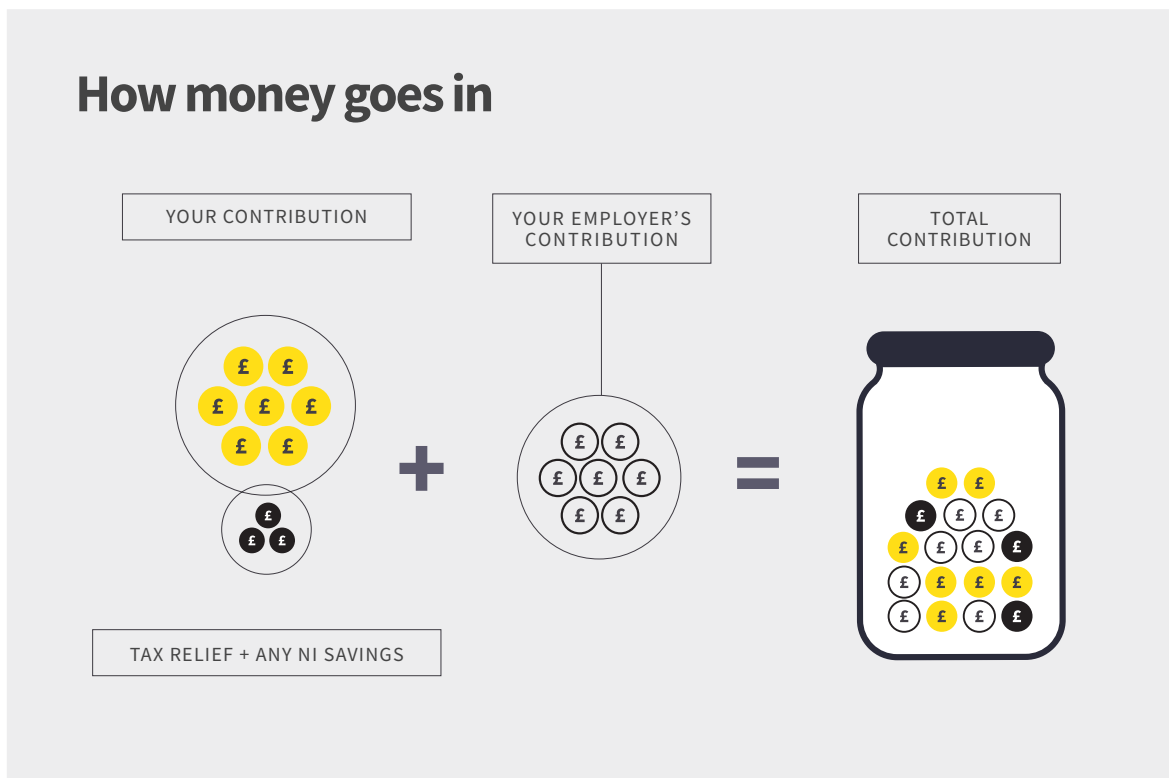 How money goes in
YOUR CONTRIBUTION
YOUR EMPLOYER’S
CONTRIBUTION
TOTAL
CONTRIBUTION
£ £
£ £ £
£ £
£
£ £
+
£ £
£ £ £
£ £
=
£ £
£ £ £
£ £ £ £
£ £ £ £
£ £ £ £
TAX RELIEF + ANY NI SAVINGS